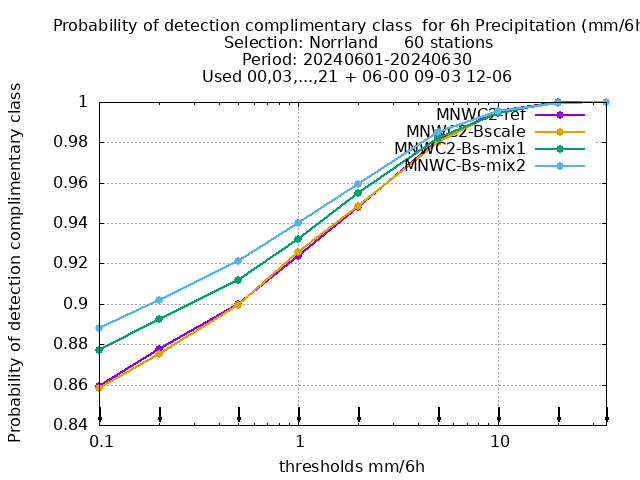 Probability of detection complimentary class  for 6h Precipitation (mm/6h
Selection: Norrland     60 stations
Period: 20240601-20240630
Used 00,03,...,21 + 06-00 09-03 12-06
Probability of detection complimentary class
1
0.98
0.96
0.94
0.92
0.9
0.88
0.86
0.84
MNWC2-ref
MNWC2-Bscale
MNWC2-Bs-mix1
MNWC-Bs-mix2
0.1
1
10
thresholds mm/6h